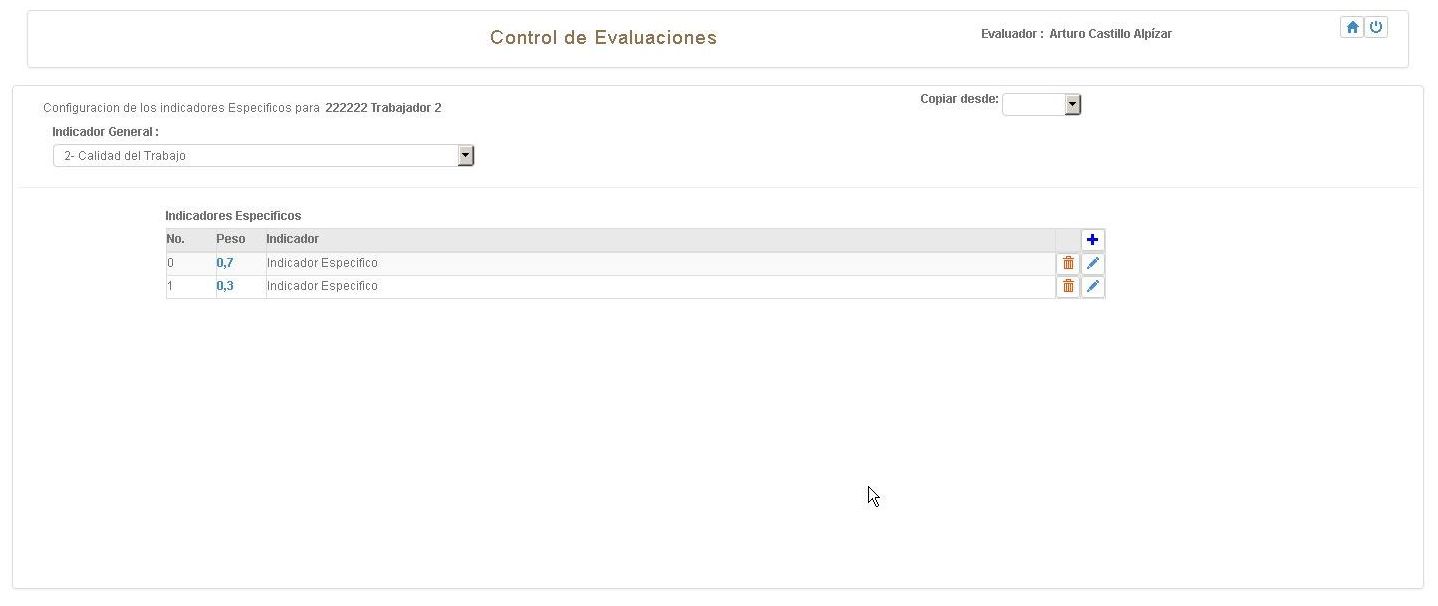 Control de Evaluaciones
Evaluador : Arturo Castillo Alpízar
Configuracion de los indicadores Especificos para 222222 Trabajador 2
Copiar desde:
Indicador General :
2- Calidad del Trabajo
Indicadores Especificos
No. Peso Indicador
0 0,7 Indicador Especifico
1 0,3 Indicador Especifico